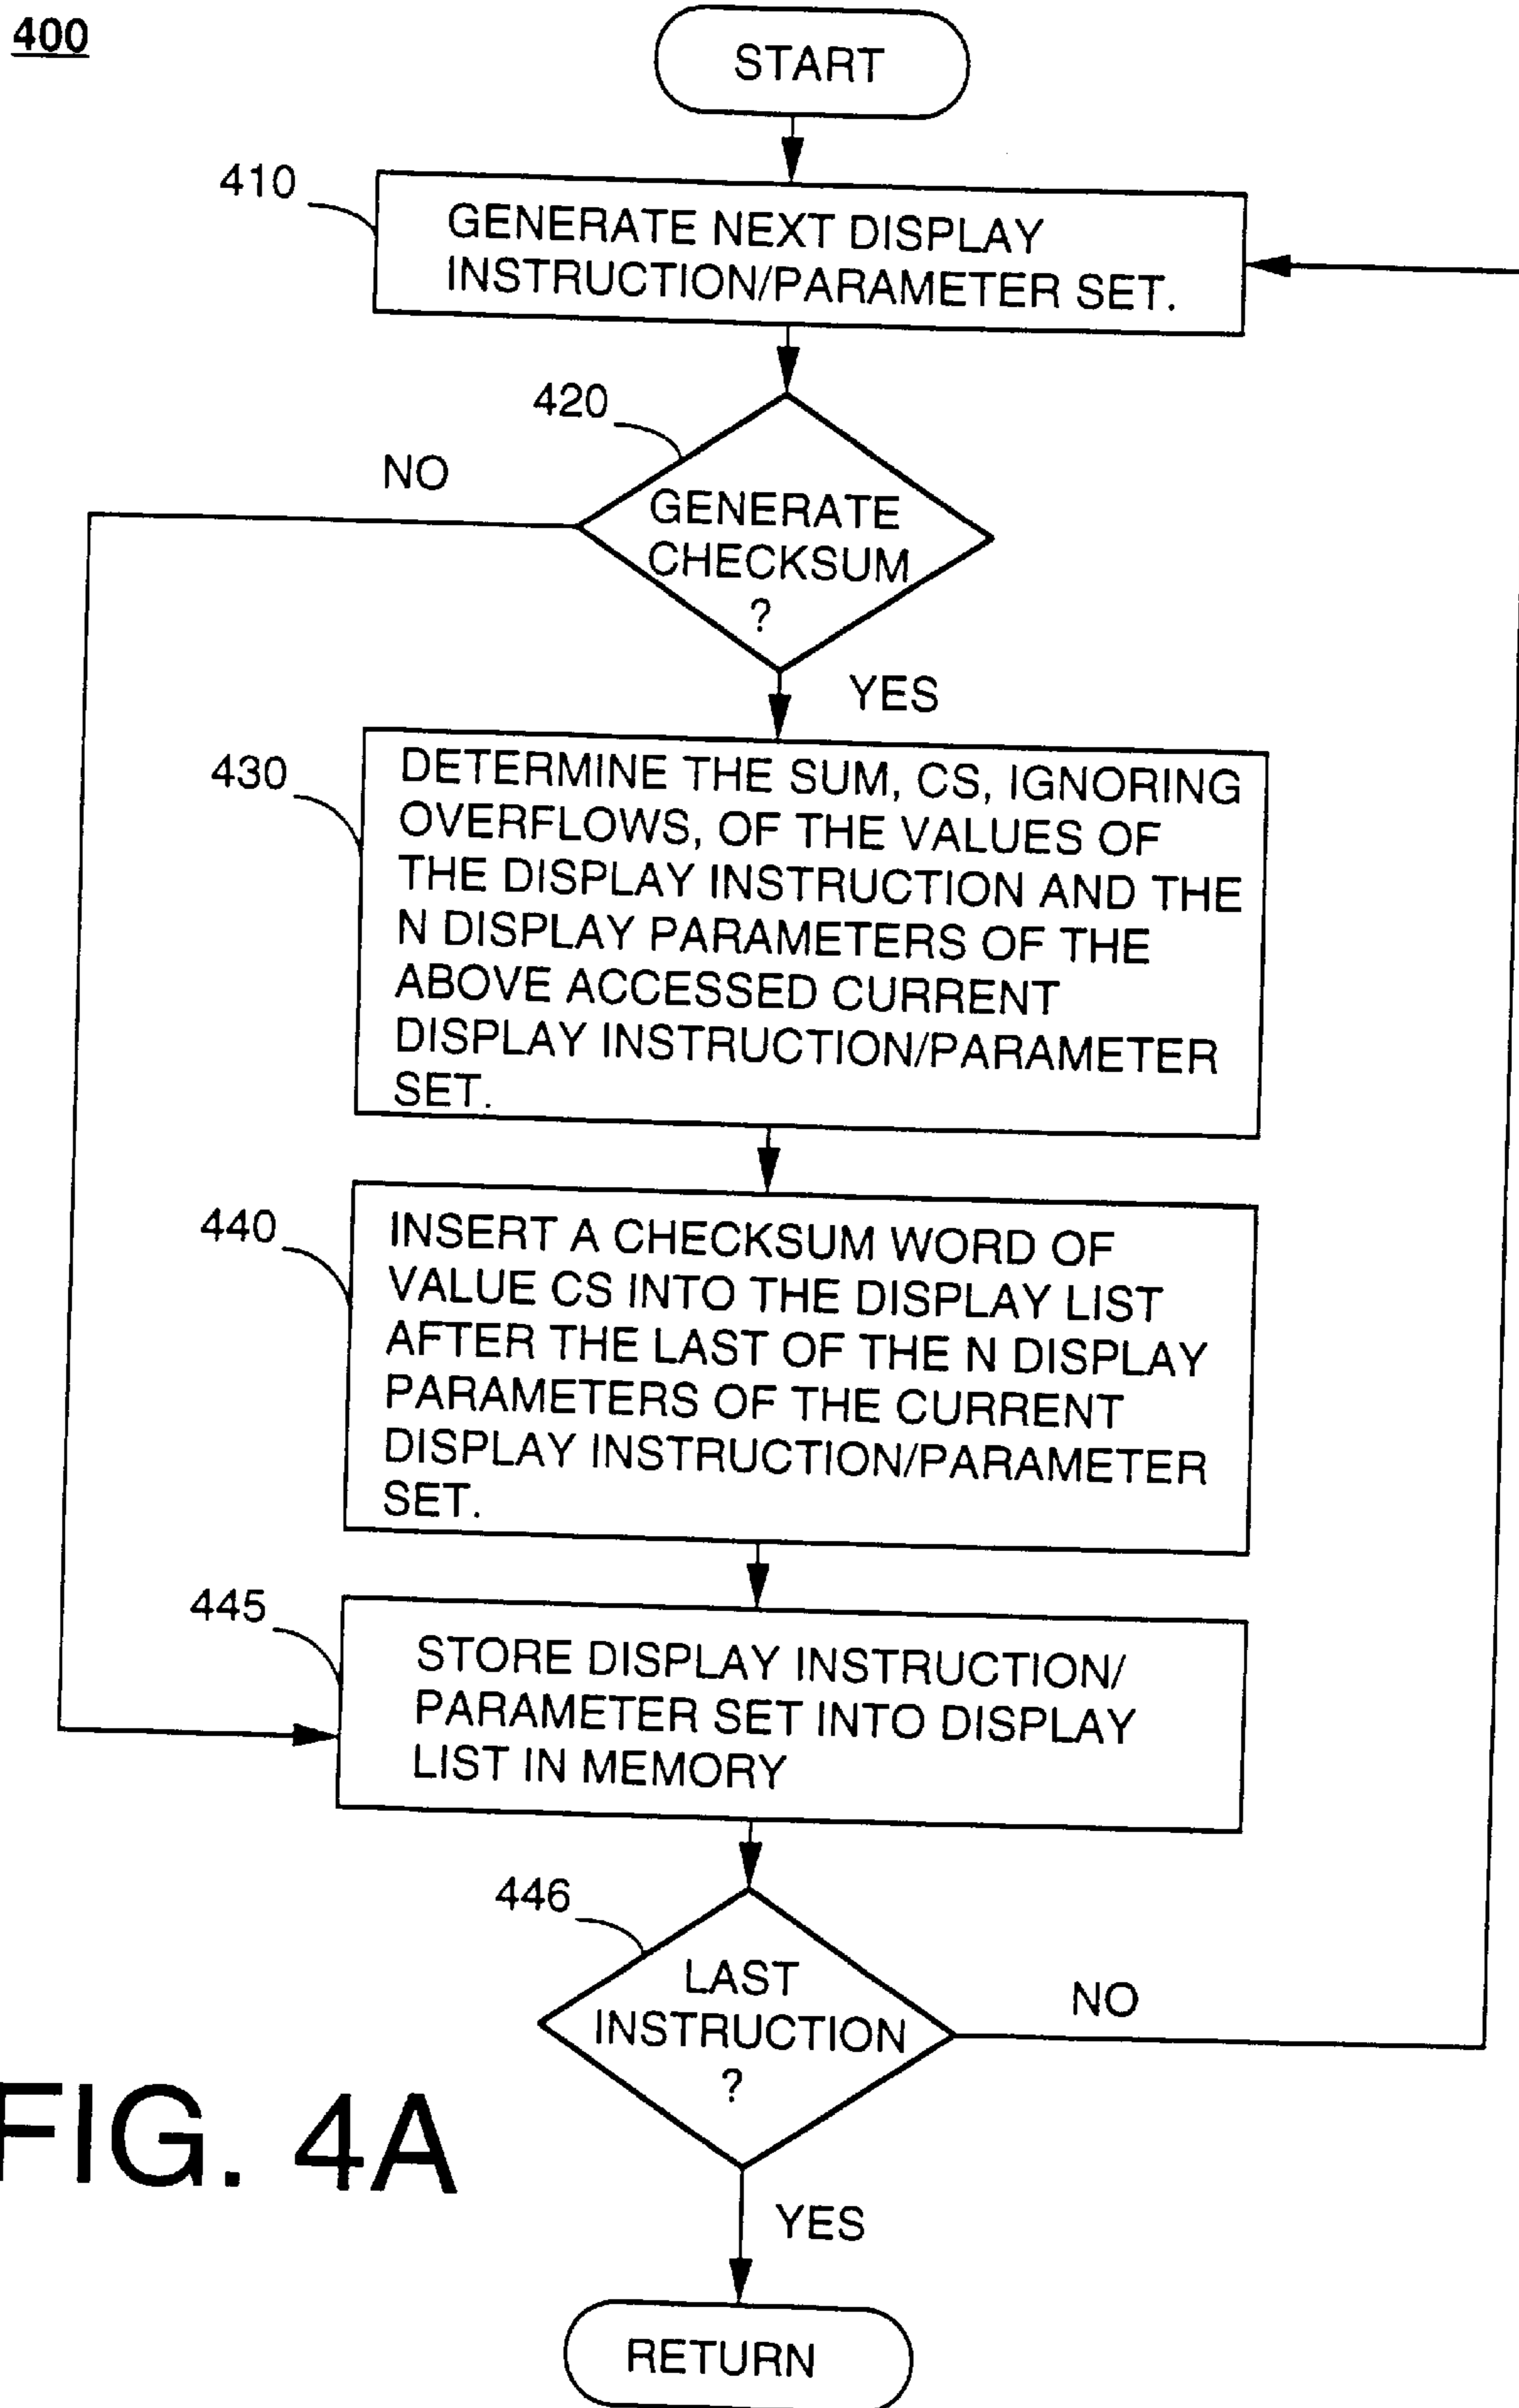 400
START
410
GENERATE NEXT DISPLAY
INSTRUCTION/PARAMETER SET.
420
NO
GENERATE
CHECKSUM
?
YES
430
DETERMINE THE SUM, CS, IGNORING
OVERFLOWS, OF THE VALUES OF
THE DISPLAY INSTRUCTION AND THE
N DISPLAY PARAMETERS OF THE
ABOVE ACCESSED CURRENT
DISPLAY INSTRUCTION/PARAMETER
SET.
440
INSERT A CHECKSUM WORD OF
VALUE CS INTO THE DISPLAY LIST
AFTER THE LAST OF THE N DISPLAY
PARAMETERS OF THE CURRENT
DISPLAY INSTRUCTION/PARAMETER
SET.
445
STORE DISPLAY INSTRUCTION/
PARAMETER SET INTO DISPLAY
LIST IN MEMORY
446
LAST
INSTRUCTION
?
NO
FIG. 4A
YES
RETURN